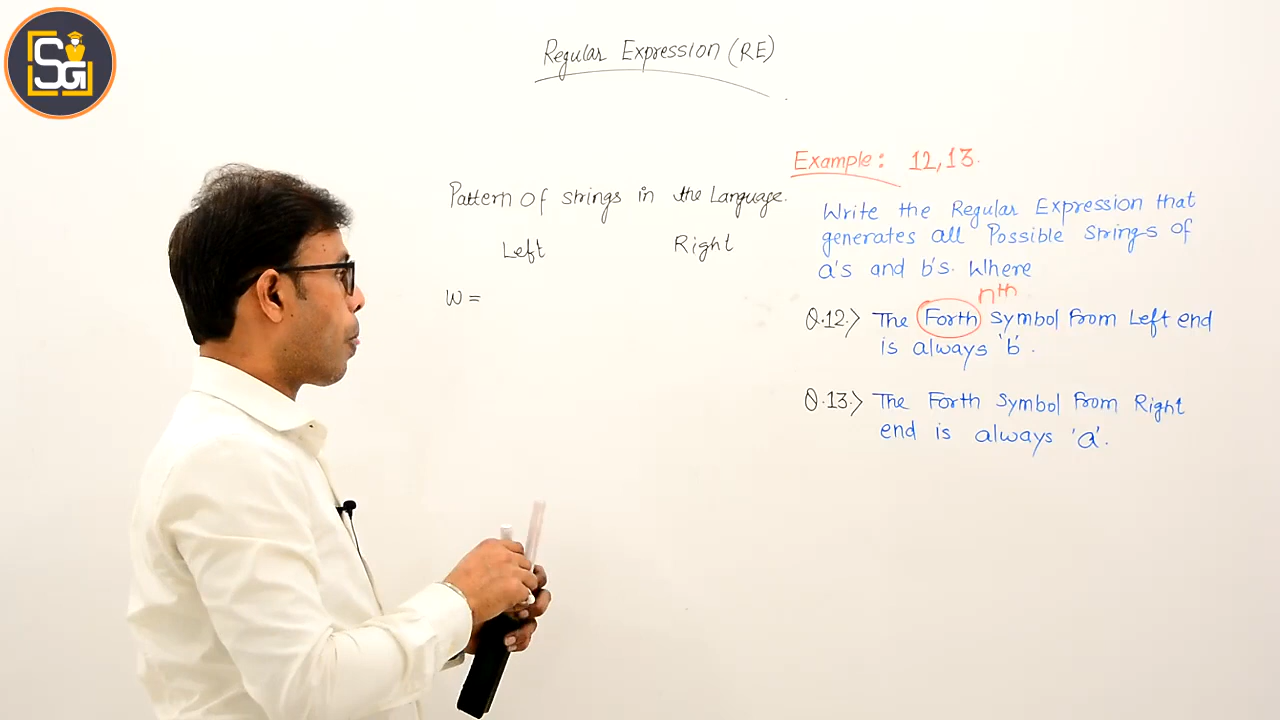 SG
Regular Expression (RE)
Example: 12,13.
Pattern of strings in the Language.
Left Right
W =
Write the Regular Expression that
generates all Possible strings of
a's and b's. Where
nth
Q.12.> The Forth Symbol from Left end
is always 'b'.
Q.13.> The Forth Symbol from Right
end is always 'a'.